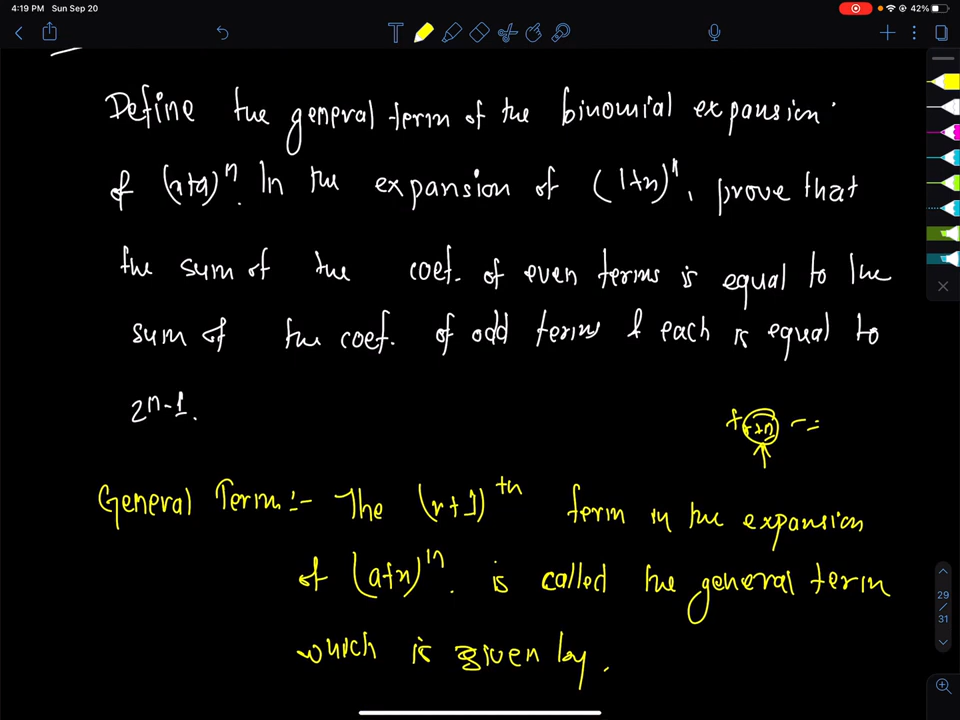 4:19 PM Sun Sep 20
42%
Define the general term of the binomial expansion
of (x+a)^n. In the expansion of (1+x)^n, prove that
the sum of the coef. of even terms is equal to the
sum of the coef. of odd terms & each is equal to
2^n-1.
General Term:- The (r+1)^th term in the expansion
of (a+x)^n. is called the general term
which is given by.
29
/
31